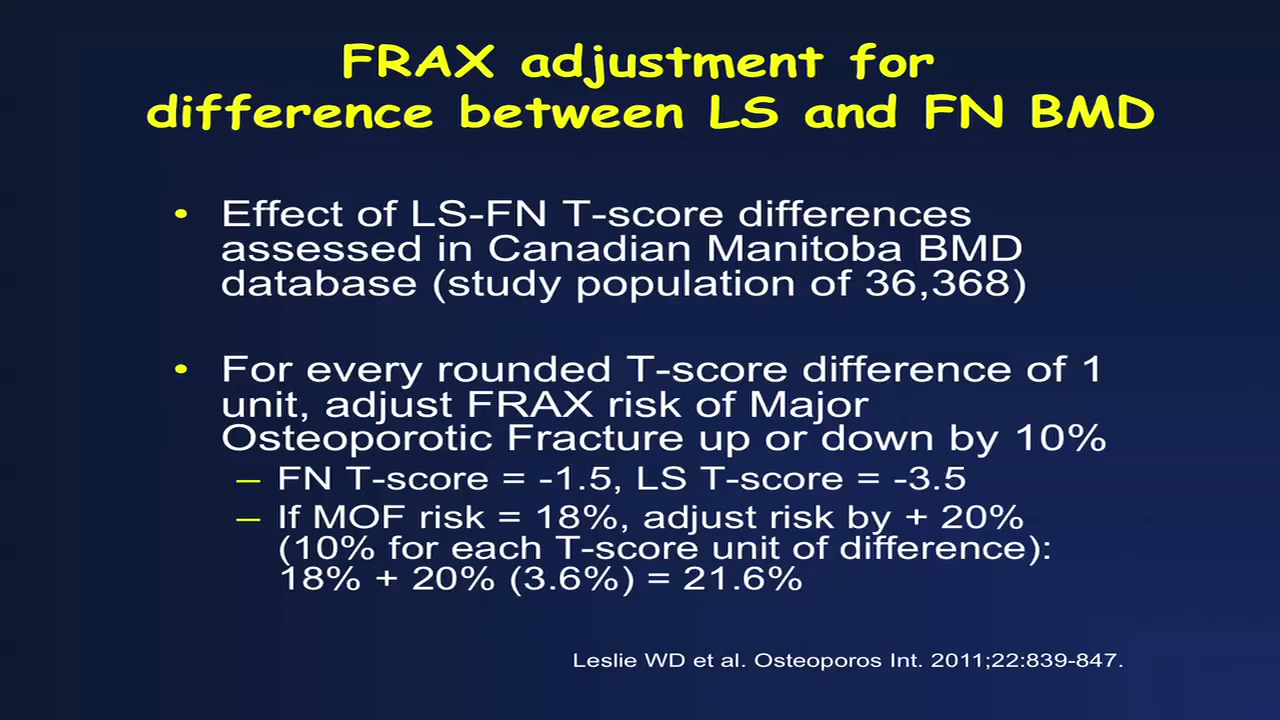 FRAX adjustment for
difference between LS and FN BMD
• Effect of LS-FN T-score differences
assessed in Canadian Manitoba BMD
database (study population of 36,368)
• For every rounded T-score difference of 1
unit, adjust FRAX risk of Major
Osteoporotic Fracture up or down by 10%
– FN T-score = -1.5, LS T-score = -3.5
– If MOF risk = 18%, adjust risk by + 20%
(10% for each T-score unit of difference):
18% + 20% (3.6%) = 21.6%
Leslie WD et al. Osteoporos Int. 2011;22:839-847.